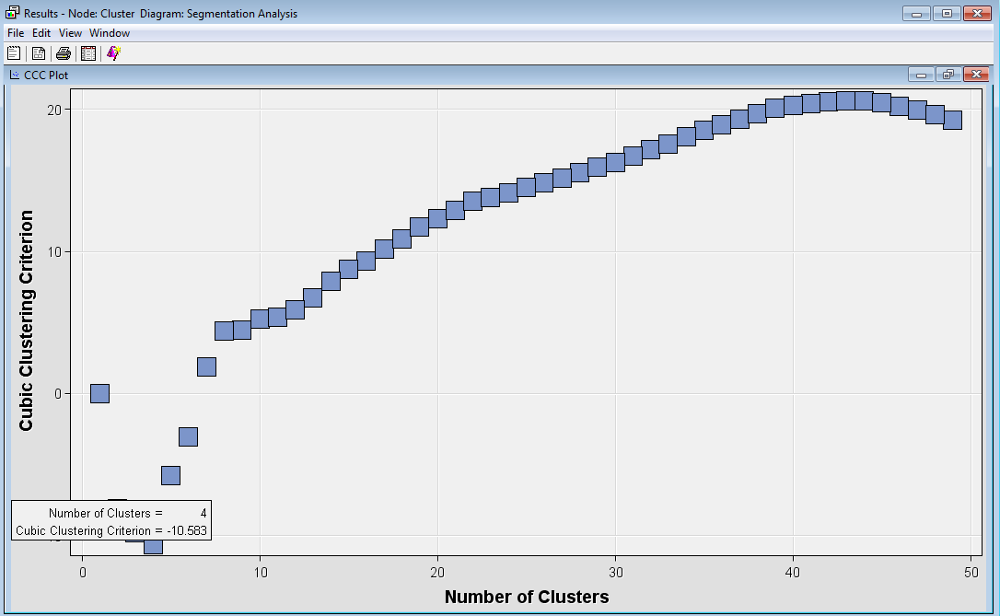 Results - Node: Cluster  Diagram: Segmentation Analysis
File Edit View Window
CCC Plot
20
10
0
Cubic Clustering Criterion
Number of Clusters = 4
Cubic Clustering Criterion = -10.583
0 10 20 30 40 50
Number of Clusters